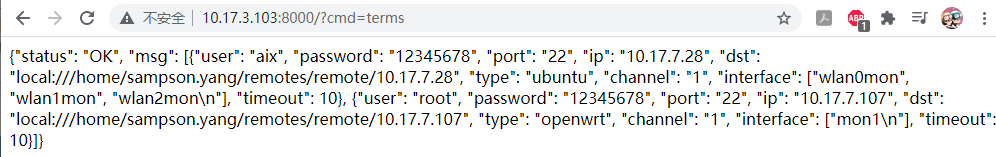 不安全 | 10.17.3.103:8000/?cmd=terms
ABP
1
{"status": "OK", "msg": [{"user": "aix", "password": "12345678", "port": "22", "ip": "10.17.7.28", "dst":
"local:///home/sampson.yang/remotes/remote/10.17.7.28", "type": "ubuntu", "channel": "1", "interface": ["wlan0mon",
"wlan1mon", "wlan2mon\n"], "timeout": 10}, {"user": "root", "password": "12345678", "port": "22", "ip": "10.17.7.107", "dst":
"local:///home/sampson.yang/remotes/remote/10.17.7.107", "type": "openwrt", "channel": "1", "interface": ["mon1\n"], "timeout":
10}]}